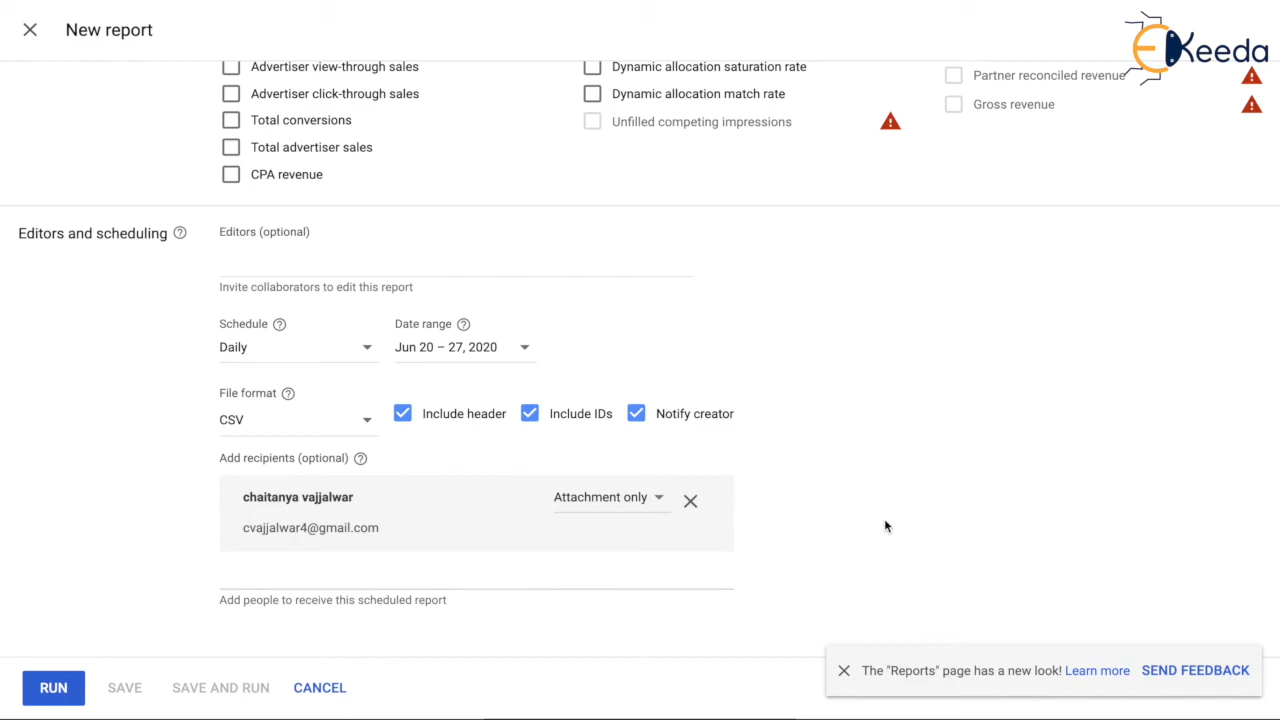 New report
EKeeda
Advertiser view-through sales
Dynamic allocation saturation rate
Partner reconciled revenue
Advertiser click-through sales
Dynamic allocation match rate
Gross revenue
Total conversions
Unfilled competing impressions
Total advertiser sales
CPA revenue
Editors and scheduling
Editors (optional)
Invite collaborators to edit this report
Schedule
Date range
Daily
Jun 20 – 27, 2020
File format
CSV
Include header
Include IDs
Notify creator
Add recipients (optional)
chaitanya vajjalwar
Attachment only
cvajjalwar4@gmail.com
Add people to receive this scheduled report
The "Reports" page has a new look! Learn more SEND FEEDBACK
RUN SAVE SAVE AND RUN CANCEL